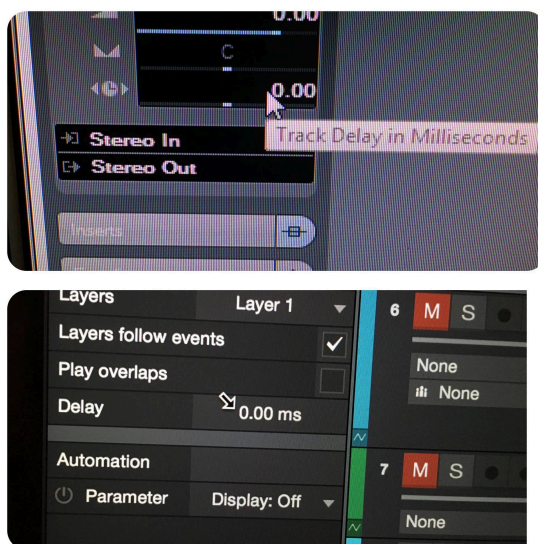 0.00
C
0.00
Track Delay in Milliseconds
Stereo In
Stereo Out
Inserts
Layers Layer 1
Layers follow events
Play overlaps
Delay 0.00 ms
Automation
Parameter Display: Off
6 M S
None
None
7 M S
None